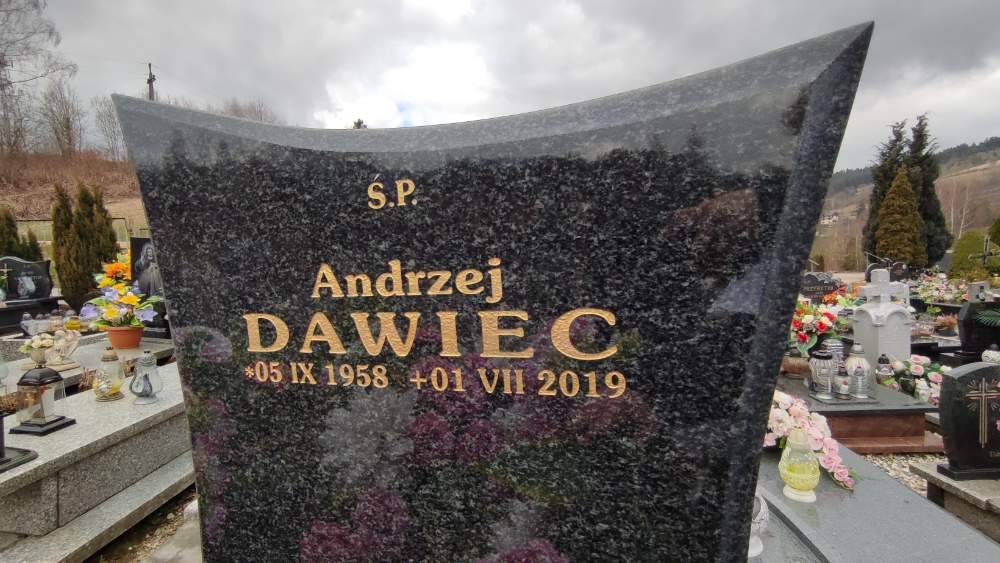 Ś.P.
Andrzej
DAWIEC
*05 IX 1958 +01 VII 2019